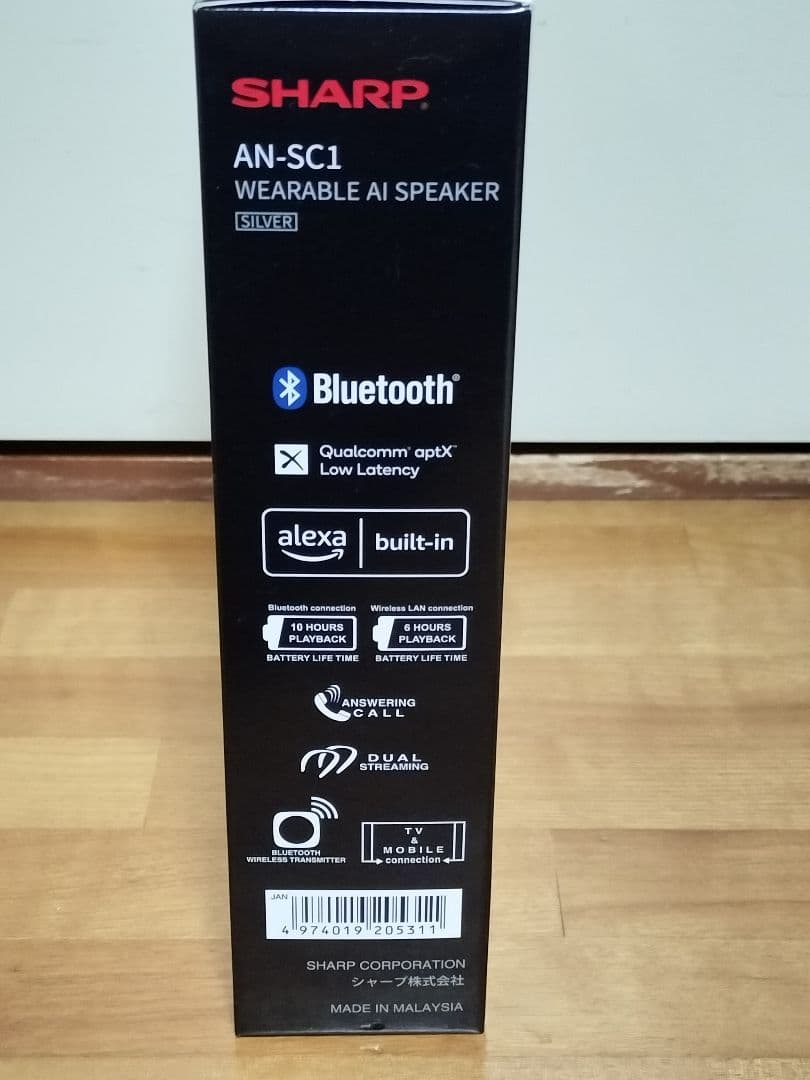 SHARP
AN-SC1
WEARABLE AI SPEAKER
SILVER
Bluetooth®
Qualcomm® aptX™
Low Latency
alexa built-in
Bluetooth connection Wireless LAN connection
10 HOURS PLAYBACK 6 HOURS PLAYBACK
BATTERY LIFE TIME BATTERY LIFE TIME
ANSWERING
CALL
DUAL
STREAMING
BLUETOOTH
WIRELESS TRANSMITTER
TV
&
MOBILE
connection
JAN
4 974019 205311
SHARP CORPORATION
シャープ株式会社
MADE IN MALAYSIA